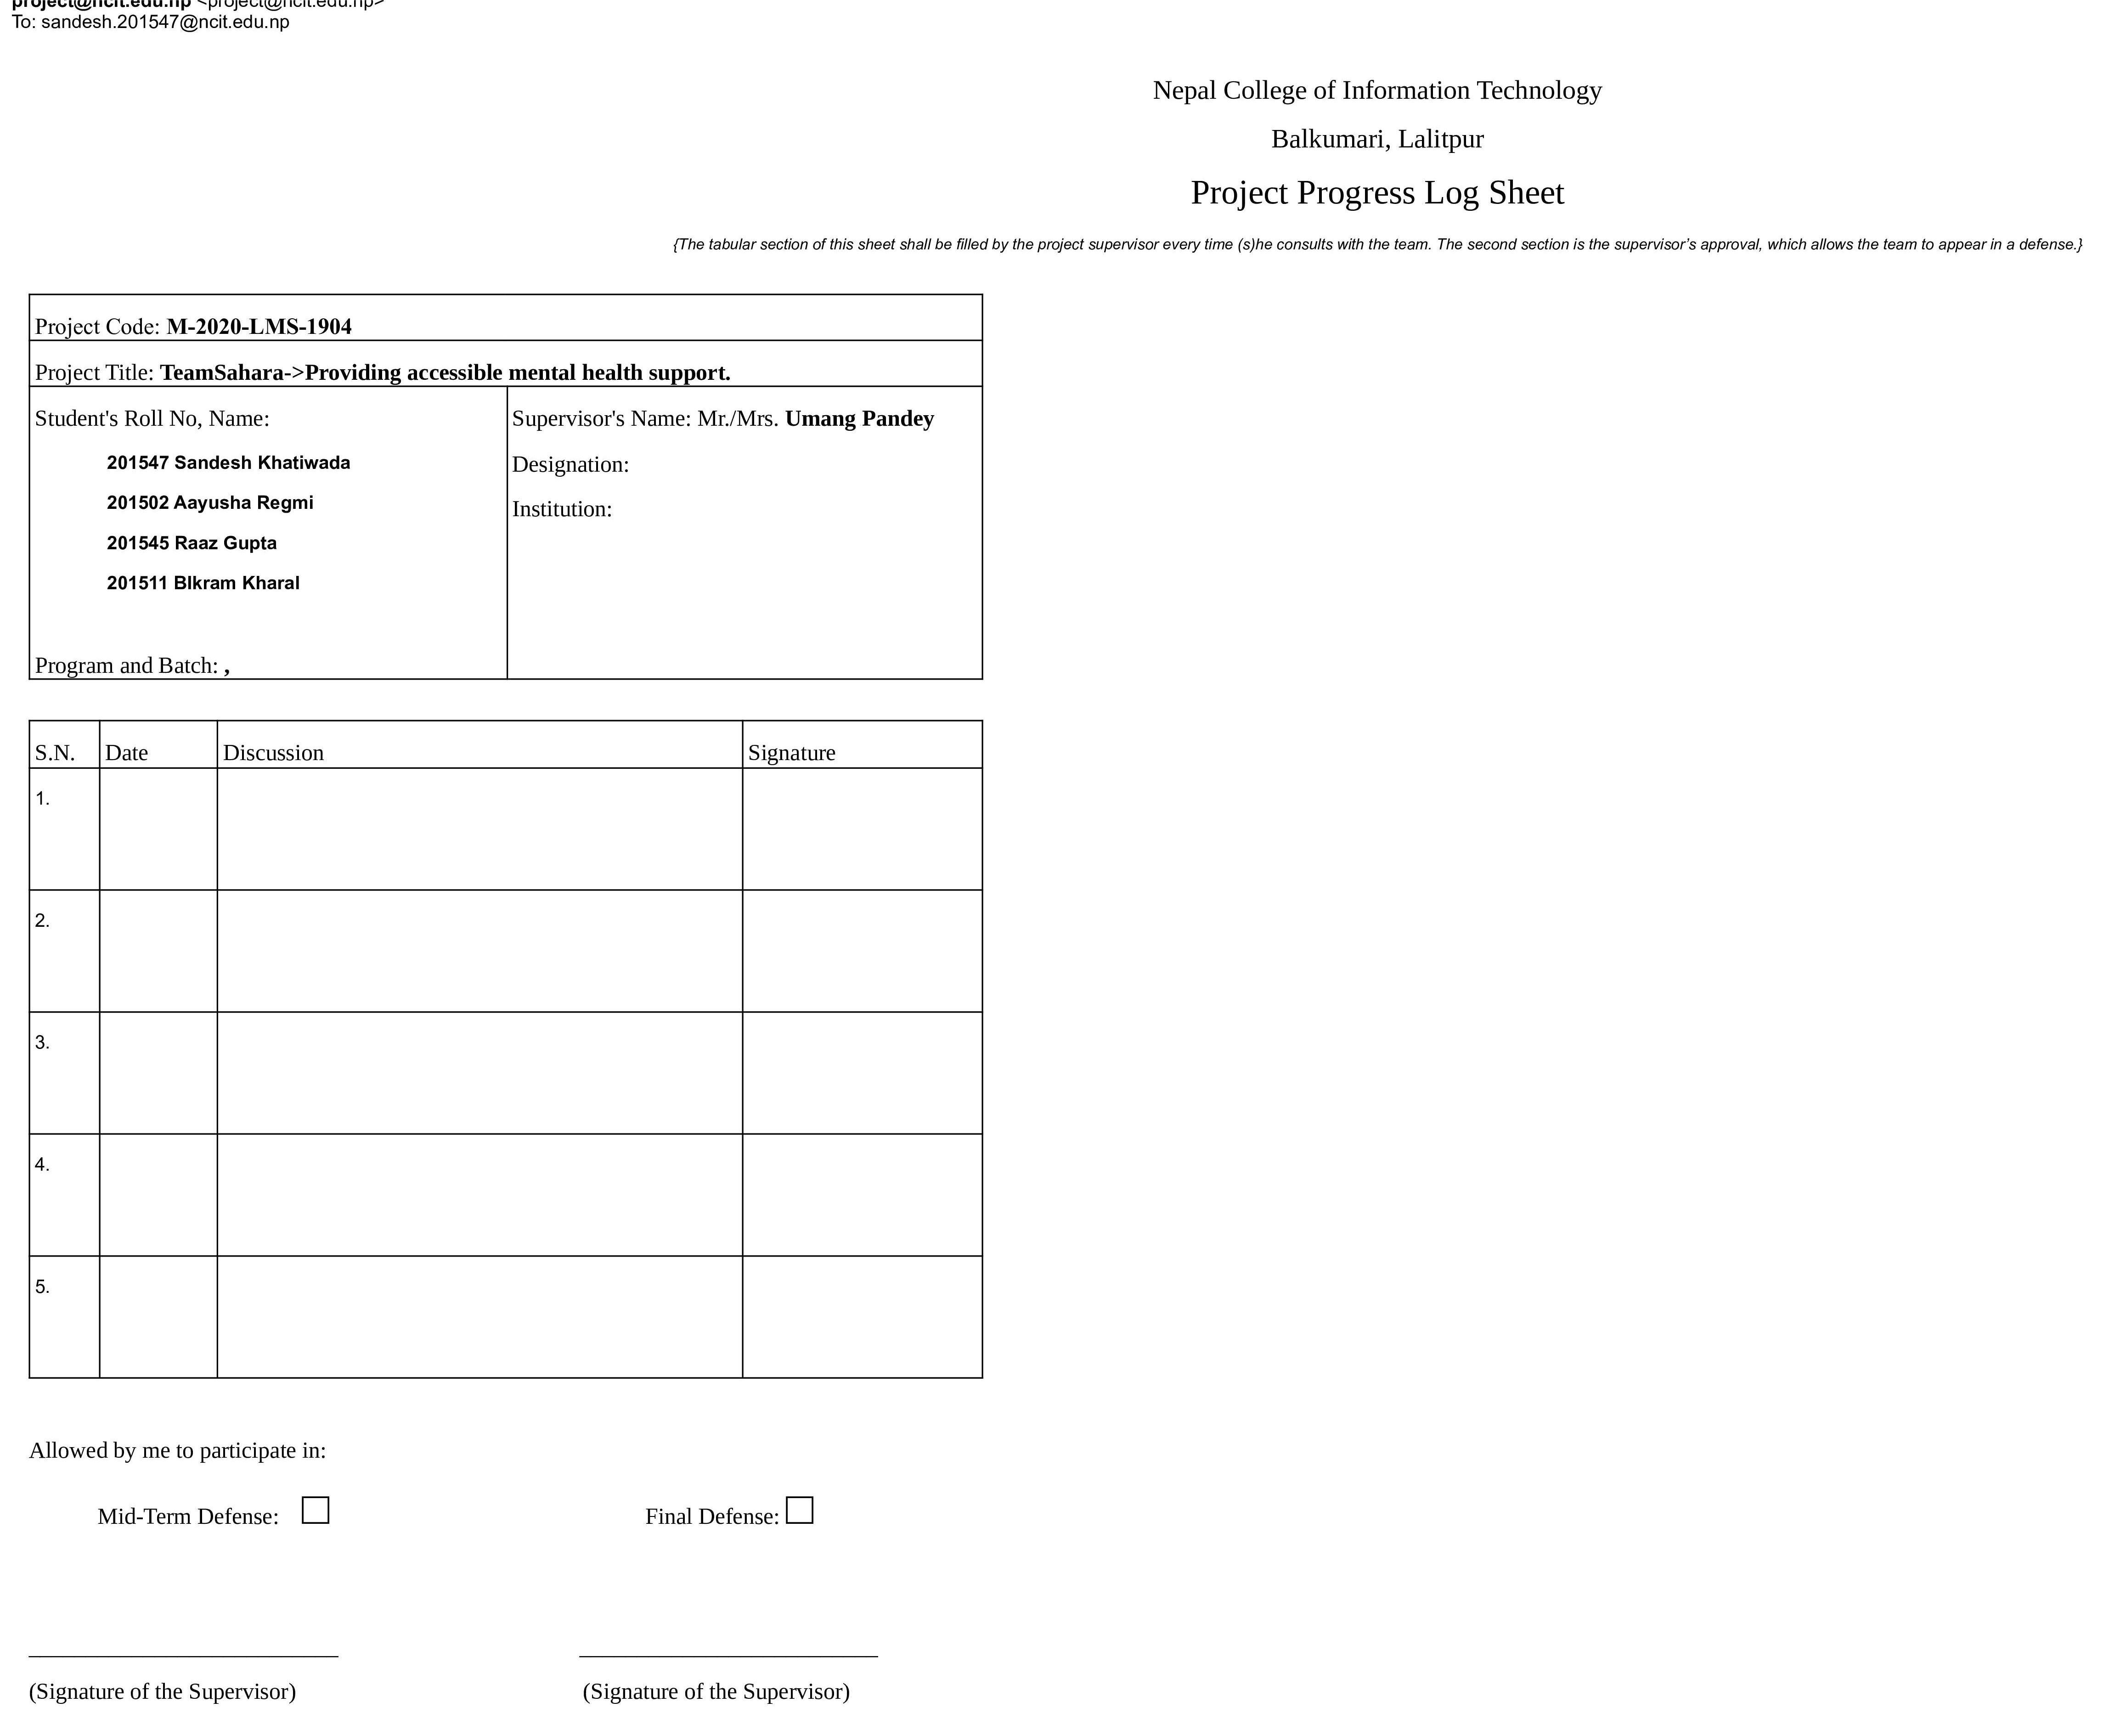 project@ncit.edu.np <project@ncit.edu.np>
To: sandesh.201547@ncit.edu.np
Nepal College of Information Technology
Balkumari, Lalitpur
Project Progress Log Sheet
{The tabular section of this sheet shall be filled by the project supervisor every time (s)he consults with the team. The second section is the supervisor’s approval, which allows the team to appear in a defense.}
Project Code: M-2020-LMS-1904
Project Title: TeamSahara->Providing accessible mental health support.
Student's Roll No, Name:
201547 Sandesh Khatiwada
201502 Aayusha Regmi
201545 Raaz Gupta
201511 BIkram Kharal
Program and Batch: ,
Supervisor's Name: Mr./Mrs. Umang Pandey
Designation:
Institution:
S.N. Date Discussion Signature
1.
2.
3.
4.
5.
Allowed by me to participate in:
Mid-Term Defense: Final Defense:
(Signature of the Supervisor) (Signature of the Supervisor)